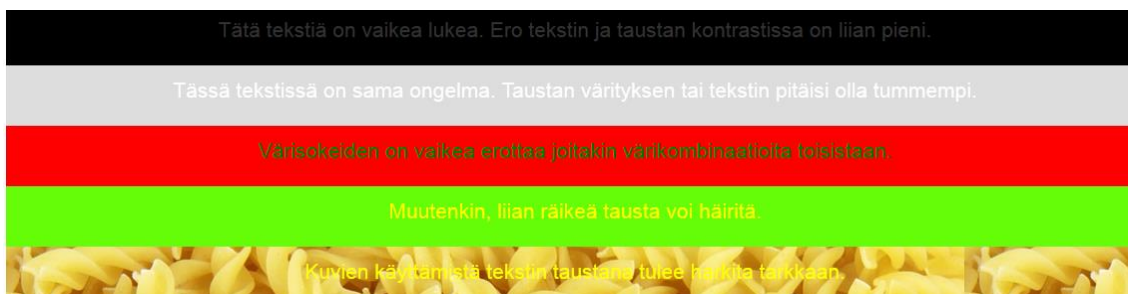 Tätä tekstiä on vaikea lukea. Ero tekstin ja taustan kontrastissa on liian pieni.
Tässä tekstissä on sama ongelma. Taustan värityksen tai tekstin pitäisi olla tummempi.
Värisokeiden on vaikea erottaa joitakin värikombinaatioita toisistaan.
Muutenkin, liian räikeä tausta voi häiritä.
Kuvien käyttämistä tekstin taustana tulee harkita tarkkaan.